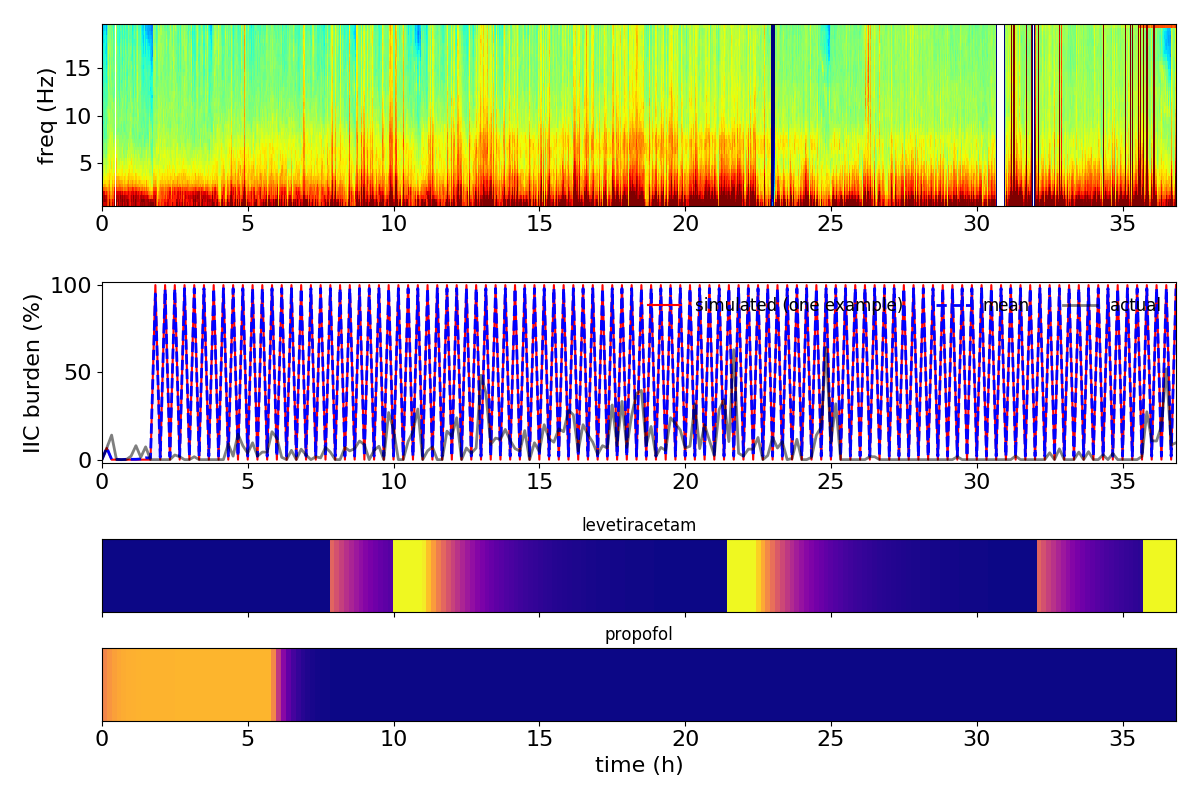 freq (Hz)
15
10
5
0 5 10 15 20 25 30 35
IIC burden (%)
100
50
0
simulated (one example) mean actual
0 5 10 15 20 25 30 35
levetiracetam
propofol
0 5 10 15 20 25 30 35
time (h)